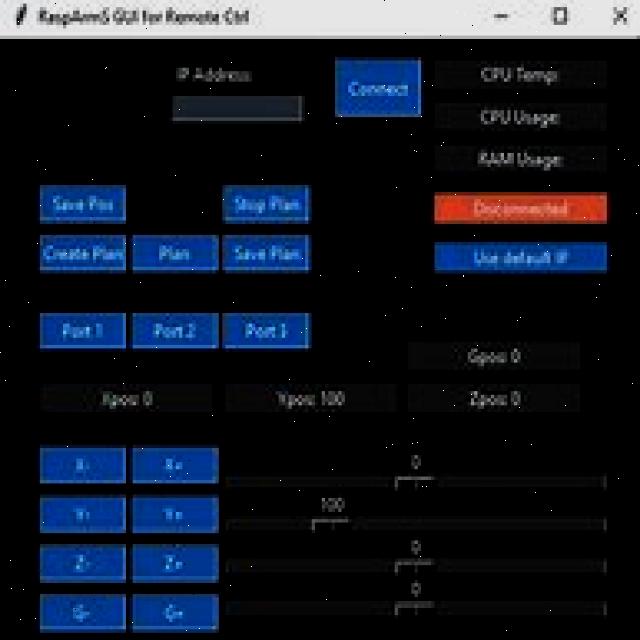 RaspArmS GUI for Remote Ctrl
IP Address
Connect
CPU Temp:
CPU Usage:
RAM Usage:
Disconnected
Use default IP
Save Pos
Stop Plan
Create Plan
Plan
Save Plan
Port 1
Port 2
Port 3
Gpos: 0
Xpos: 0
Ypos: 100
Zpos: 0
X-
X+
0
Y-
Y+
100
Z-
Z+
0
G-
G+
0